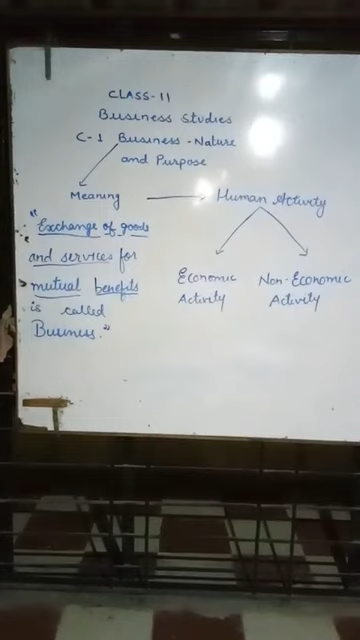 CLASS-11
Business Studies
C-1 Business-Nature
and Purpose
Meaning
Human Activity
"Exchange of goods
and services for
mutual benefits
is called
Business."
Economic
Activity
Non-Economic
Activity